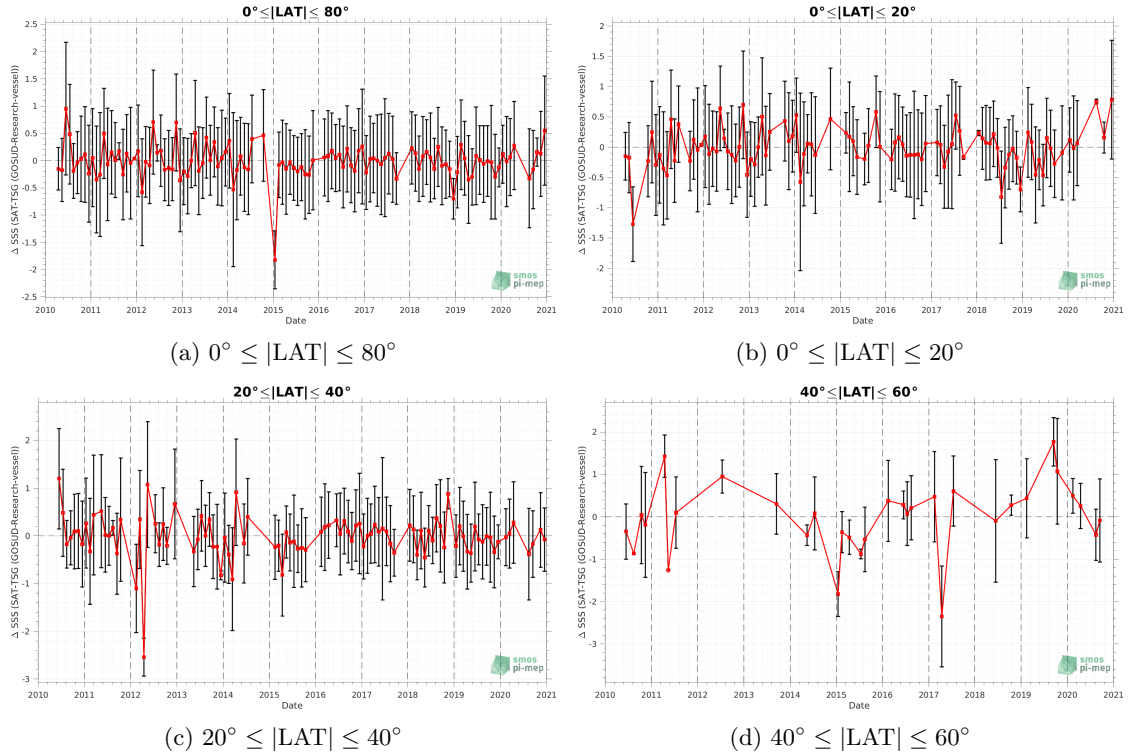 0°≤|LAT|≤ 80°
Δ SSS (SAT-TSG (GOSUD-Research-vessel))
2.5
2
1.5
1
0.5
0
-0.5
-1
-1.5
-2
-2.5
2010 2011 2012 2013 2014 2015 2016 2017 2018 2019 2020 2021
Date
smos
pi-mep
(a) 0° ≤ |LAT| ≤ 80°
0°≤|LAT|≤ 20°
Δ SSS (SAT-TSG (GOSUD-Research-vessel))
2
1.5
1
0.5
0
-0.5
-1
-1.5
-2
2010 2011 2012 2013 2014 2015 2016 2017 2018 2019 2020 2021
Date
smos
pi-mep
(b) 0° ≤ |LAT| ≤ 20°
20°≤|LAT|≤ 40°
Δ SSS (SAT-TSG (GOSUD-Research-vessel))
2
1
0
-1
-2
-3
2010 2011 2012 2013 2014 2015 2016 2017 2018 2019 2020 2021
Date
smos
pi-mep
(c) 20° ≤ |LAT| ≤ 40°
40°≤|LAT|≤ 60°
Δ SSS (SAT-TSG (GOSUD-Research-vessel))
2
1
0
-1
-2
-3
2010 2011 2012 2013 2014 2015 2016 2017 2018 2019 2020 2021
Date
smos
pi-mep
(d) 40° ≤ |LAT| ≤ 60°